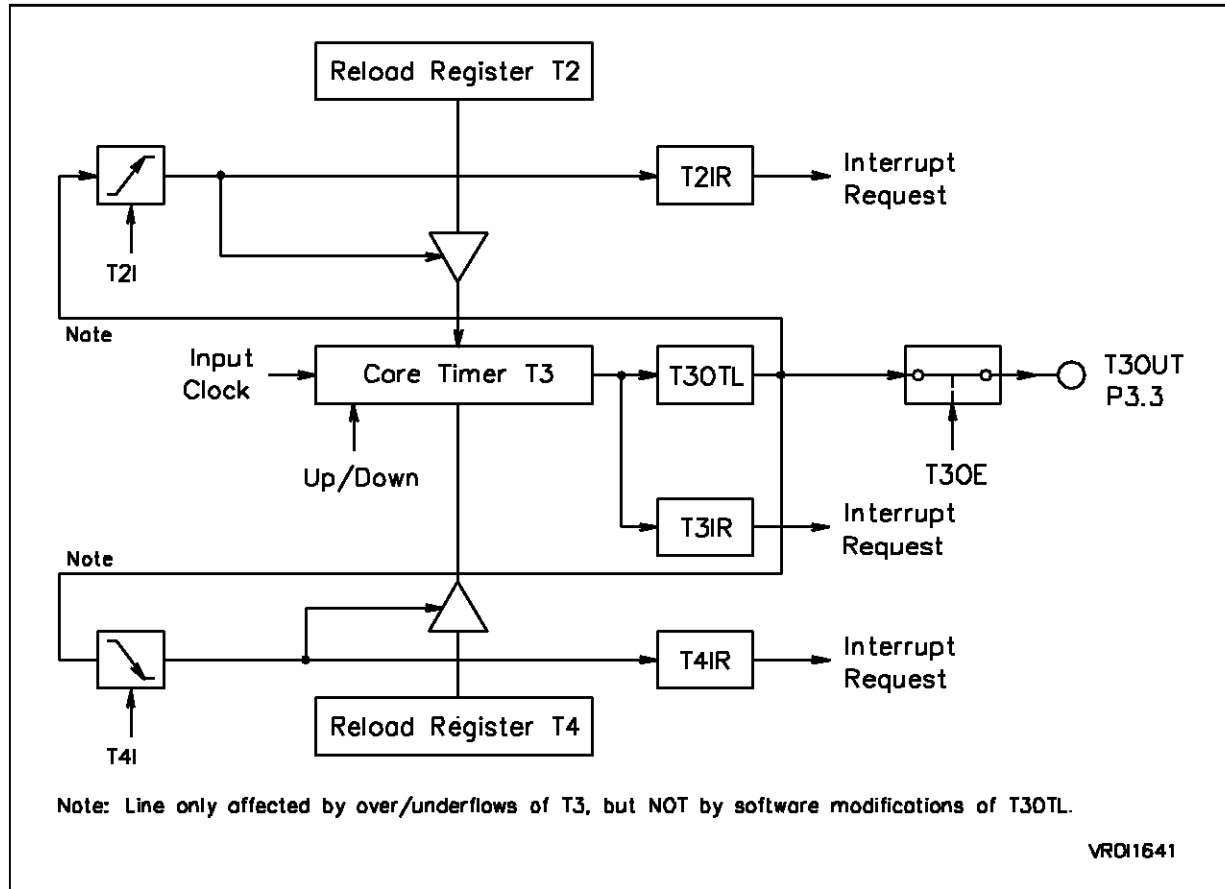 Reload Register T2
T2IR
Interrupt
Request
T2I
Note
Input
Clock
Core Timer T3
T3OTL
T3OUT
P3.3
Up/Down
T3OE
T3IR
Interrupt
Request
Note
T4IR
Interrupt
Request
T4I
Reload Register T4
Note: Line only affected by over/underflows of T3, but NOT by software modifications of T3OTL.
VR0I1641